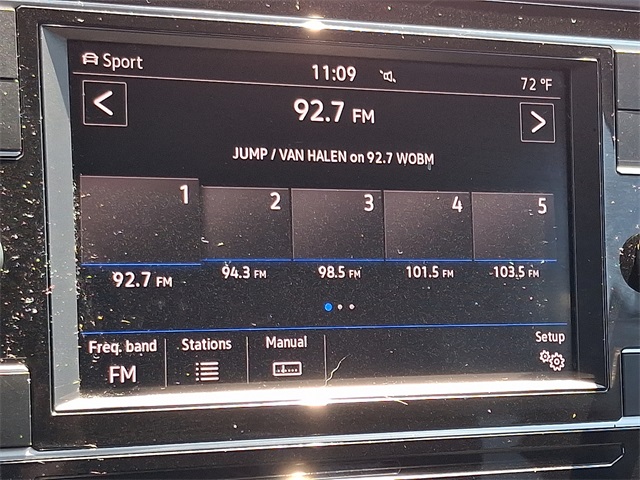 Sport
11:09
72 °F
92.7 FM
JUMP / VAN HALEN on 92.7 WOBM
1 2 3 4 5
92.7 FM 94.3 FM 98.5 FM 101.5 FM 103.5 FM
Freq. band Stations Manual Setup
FM